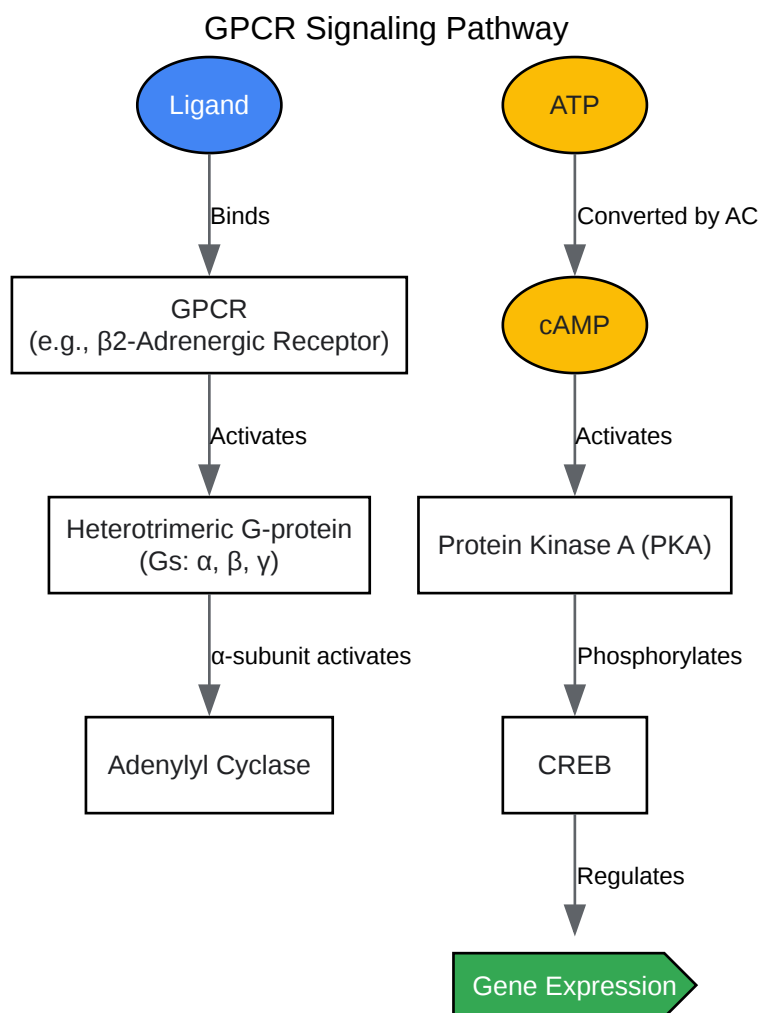 GPCR Signaling Pathway
Ligand
Binds
GPCR
(e.g., β2-Adrenergic Receptor)
Activates
Heterotrimeric G-protein
(Gs: α, β, γ)
α-subunit activates
Adenylyl Cyclase
ATP
Converted by AC
cAMP
Activates
Protein Kinase A (PKA)
Phosphorylates
CREB
Regulates
Gene Expression